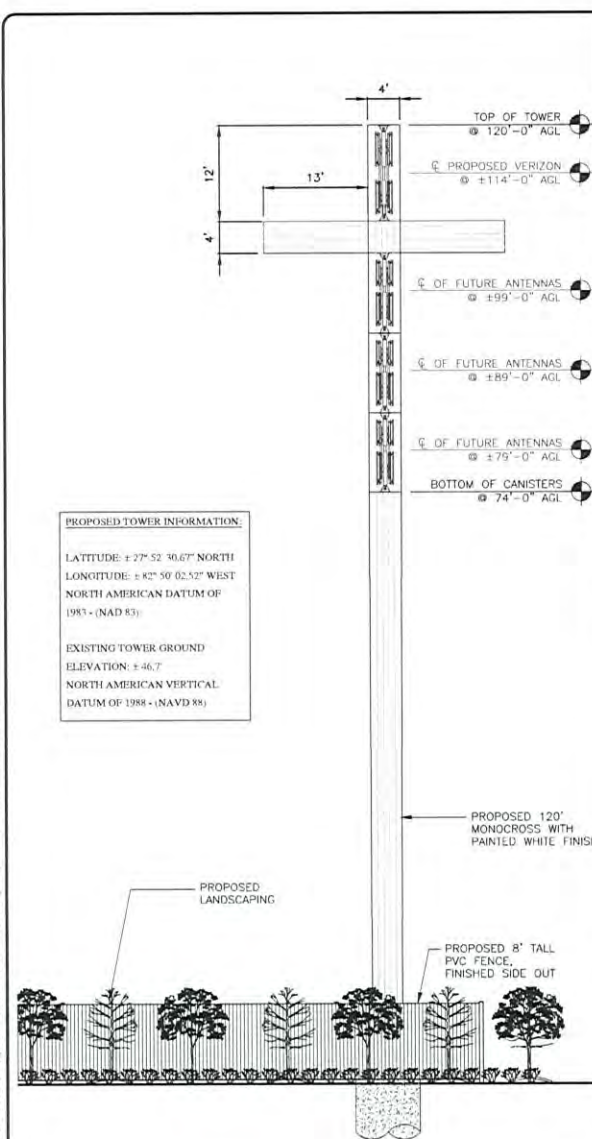 4'
TOP OF TOWER
@ 120'-0" AGL
12'
℄ PROPOSED VERIZON
@ ±114'-0" AGL
13'
4'
℄ OF FUTURE ANTENNAS
@ ±99'-0" AGL
℄ OF FUTURE ANTENNAS
@ ±89'-0" AGL
℄ OF FUTURE ANTENNAS
@ ±79'-0" AGL
BOTTOM OF CANISTERS
@ 74'-0" AGL
PROPOSED TOWER INFORMATION:
LATITUDE: ± 27° 52' 30.67" NORTH
LONGITUDE: ± 82° 50' 02.52" WEST
NORTH AMERICAN DATUM OF
1983 - (NAD 83)
EXISTING TOWER GROUND
ELEVATION: ± 46.7'
NORTH AMERICAN VERTICAL
DATUM OF 1988 - (NAVD 88)
PROPOSED 120'
MONOCROSS WITH
PAINTED WHITE FINIS
PROPOSED
LANDSCAPING
PROPOSED 8' TALL
PVC FENCE,
FINISHED SIDE OUT